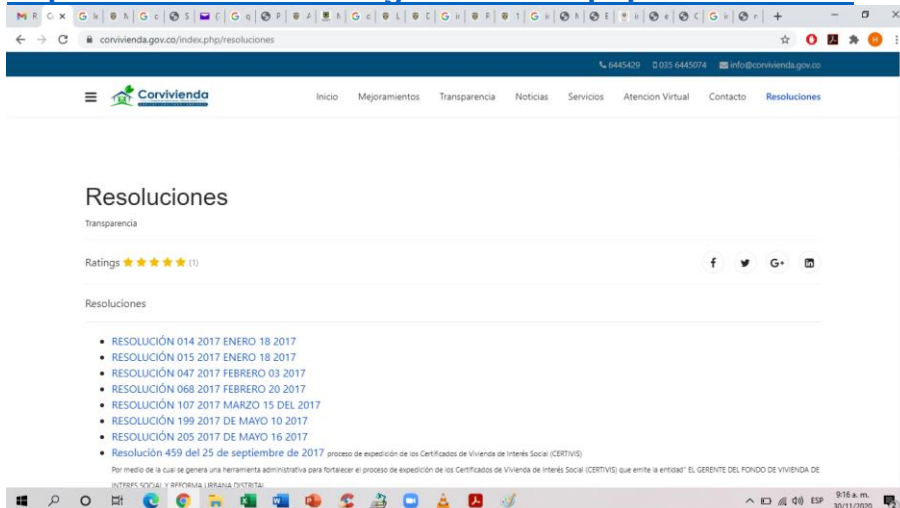 corvivienda.gov.co/index.php/resoluciones
6445429 035 6445074 info@corvivienda.gov.co
Corvivienda
Inicio Mejoramientos Transparencia Noticias Servicios Atencion Virtual Contacto Resoluciones
Resoluciones
Transparencia
Ratings (1)
Resoluciones
RESOLUCIÓN 014 2017 ENERO 18 2017
RESOLUCIÓN 015 2017 ENERO 18 2017
RESOLUCIÓN 047 2017 FEBRERO 03 2017
RESOLUCIÓN 068 2017 FEBRERO 20 2017
RESOLUCIÓN 107 2017 MARZO 15 DEL 2017
RESOLUCIÓN 199 2017 DE MAYO 10 2017
RESOLUCIÓN 205 2017 DE MAYO 16 2017
Resolución 459 del 25 de septiembre de 2017 proceso de expedición de los Certificados de Vivienda de Interés Social (CERTIVIS)
Por medio de la cual se genera una herramienta administrativa para fortalecer el proceso de expedición de los Certificados de Vivienda de Interés Social (CERTIVIS) que emite la entidad" EL GERENTE DEL FONDO DE VIVIENDA DE
INTERES SOCIAL Y REFORMA URBANA DISTRITAL
ESP 9:16 a. m.
30/11/2020